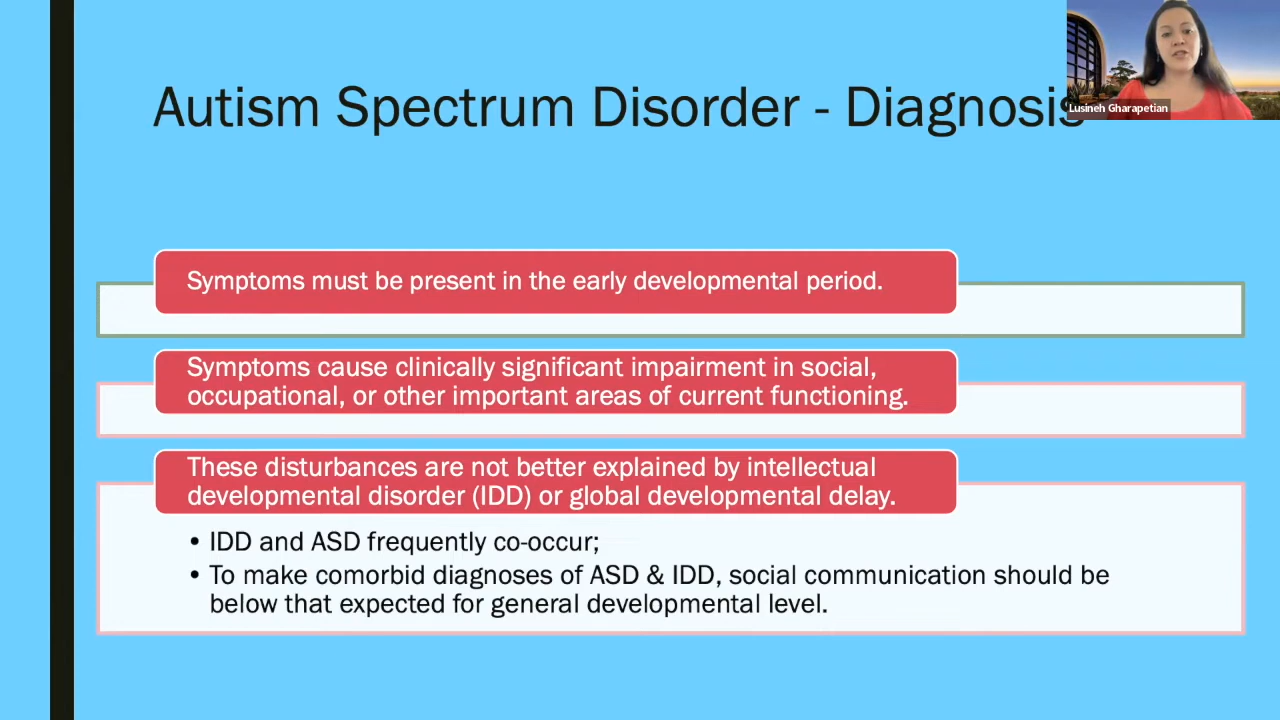 Autism Spectrum Disorder - Diagnosis
Lusineh Gharapetian
Symptoms must be present in the early developmental period.
Symptoms cause clinically significant impairment in social,
occupational, or other important areas of current functioning.
These disturbances are not better explained by intellectual
developmental disorder (IDD) or global developmental delay.
• IDD and ASD frequently co-occur;
• To make comorbid diagnoses of ASD & IDD, social communication should be
below that expected for general developmental level.